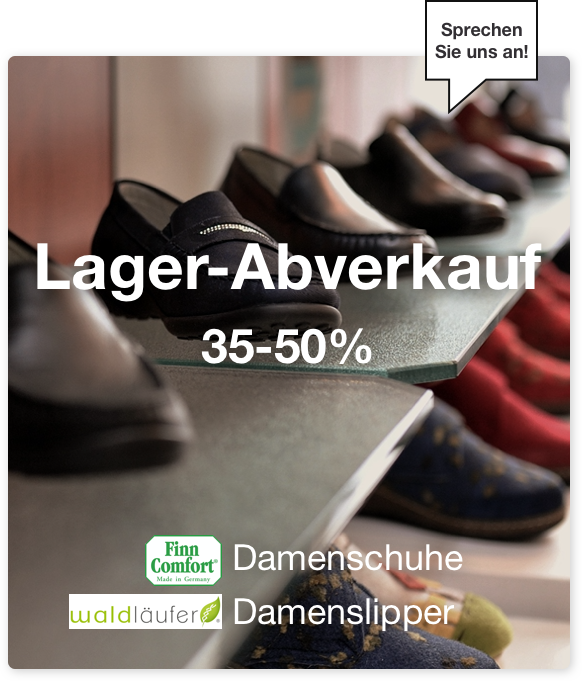 Sprechen
Sie uns an!
Lager-Abverkauf
35-50%
Finn
Comfort®
Made in Germany
Damenschuhe
waldläufer®
Damenslipper